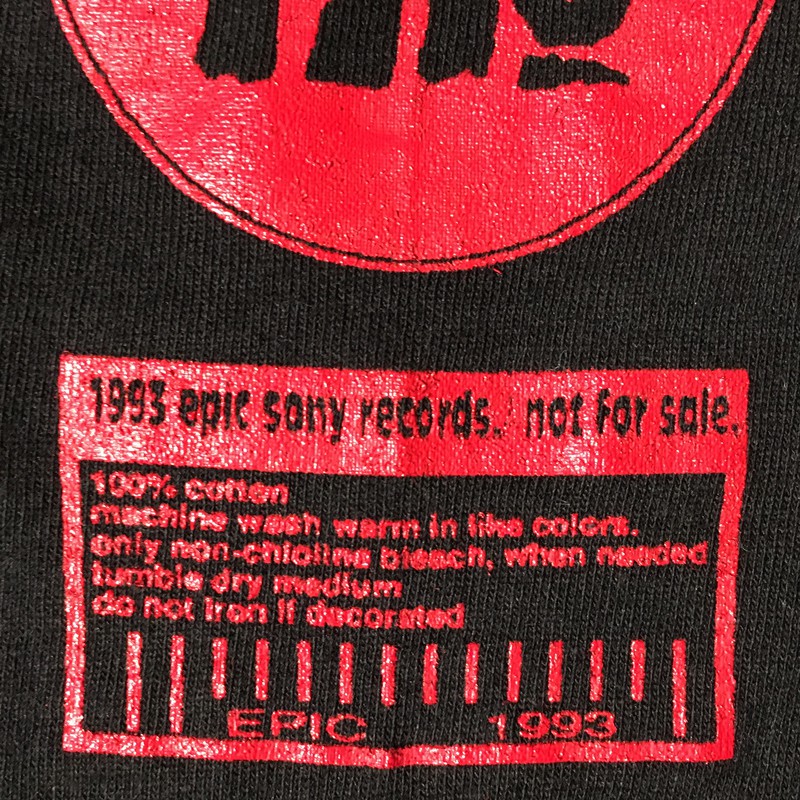 1993 epic sony records. not for sale.
100% cotton
machine wash warm in like colors.
only non-chloline bleach, when needed
tumble dry medium
do not iron if decorated
EPIC 1993